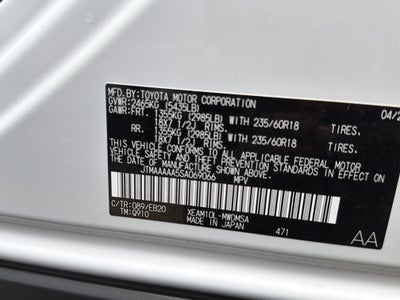 MFD.BY:TOYOTA MOTOR CORPORATION 04/2
GVWR:2465KG (5435LB)
GAWR:FRT. 1355KG (2985LB) WITH 235/60R18 TIRES.
18X7 1/2J RIMS.
RR. 1355KG (2985LB) WITH 235/60R18 TIRES.
18X7 1/2J RIMS.
THIS VEHICLE CONFORMS TO ALL APPLICABLE FEDERAL MOTOR
VEHICLE SAFETY,BUMPER,AND THEFT PREVENTION STANDARDS IN EFFECT
ON THE DATE OF MANUFACTURE SHOWN ABOVE.
JTMAAAAA5SA069066 MPV
C/TR:089/EB20 XEAM10L-MWDMSA
TM:Q910 MADE IN JAPAN 471
AA